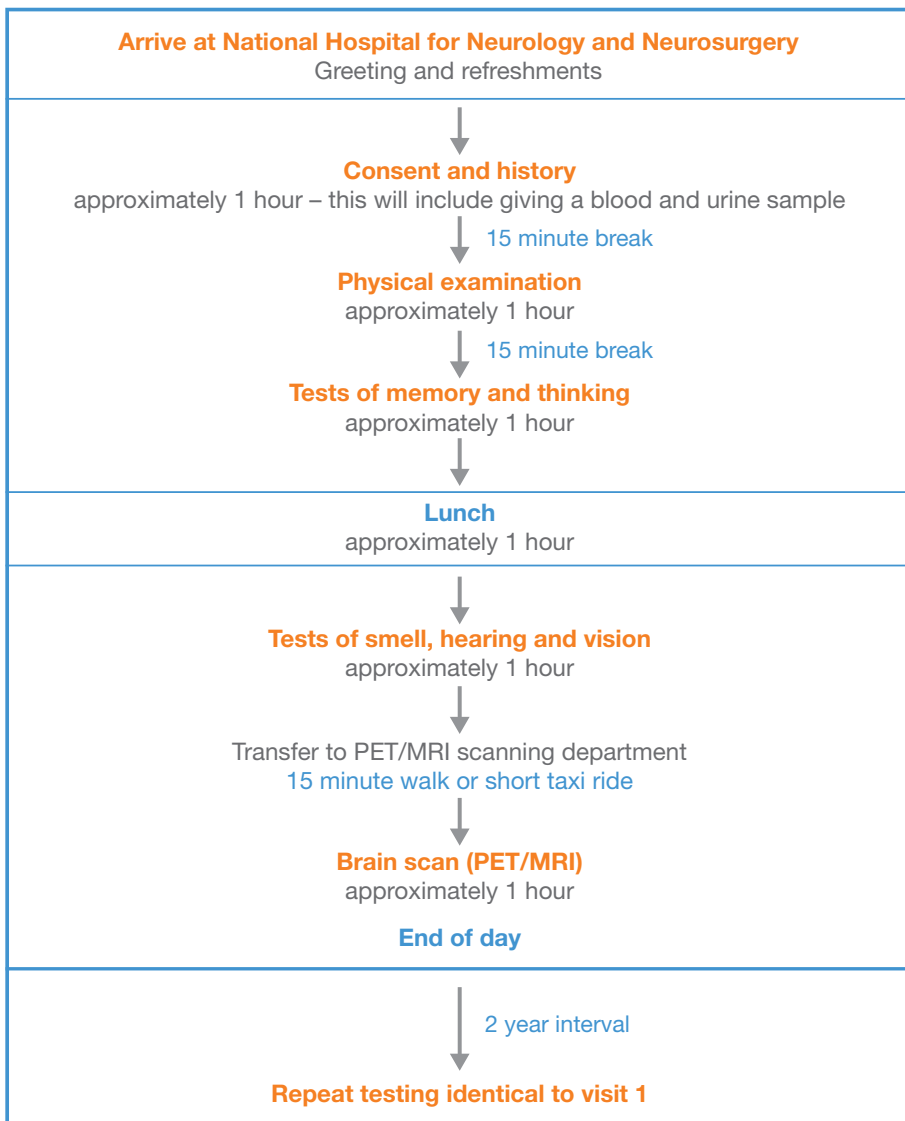 Arrive at National Hospital for Neurology and Neurosurgery
Greeting and refreshments
Consent and history
approximately 1 hour – this will include giving a blood and urine sample
15 minute break
Physical examination
approximately 1 hour
15 minute break
Tests of memory and thinking
approximately 1 hour
Lunch
approximately 1 hour
Tests of smell, hearing and vision
approximately 1 hour
Transfer to PET/MRI scanning department
15 minute walk or short taxi ride
Brain scan (PET/MRI)
approximately 1 hour
End of day
2 year interval
Repeat testing identical to visit 1